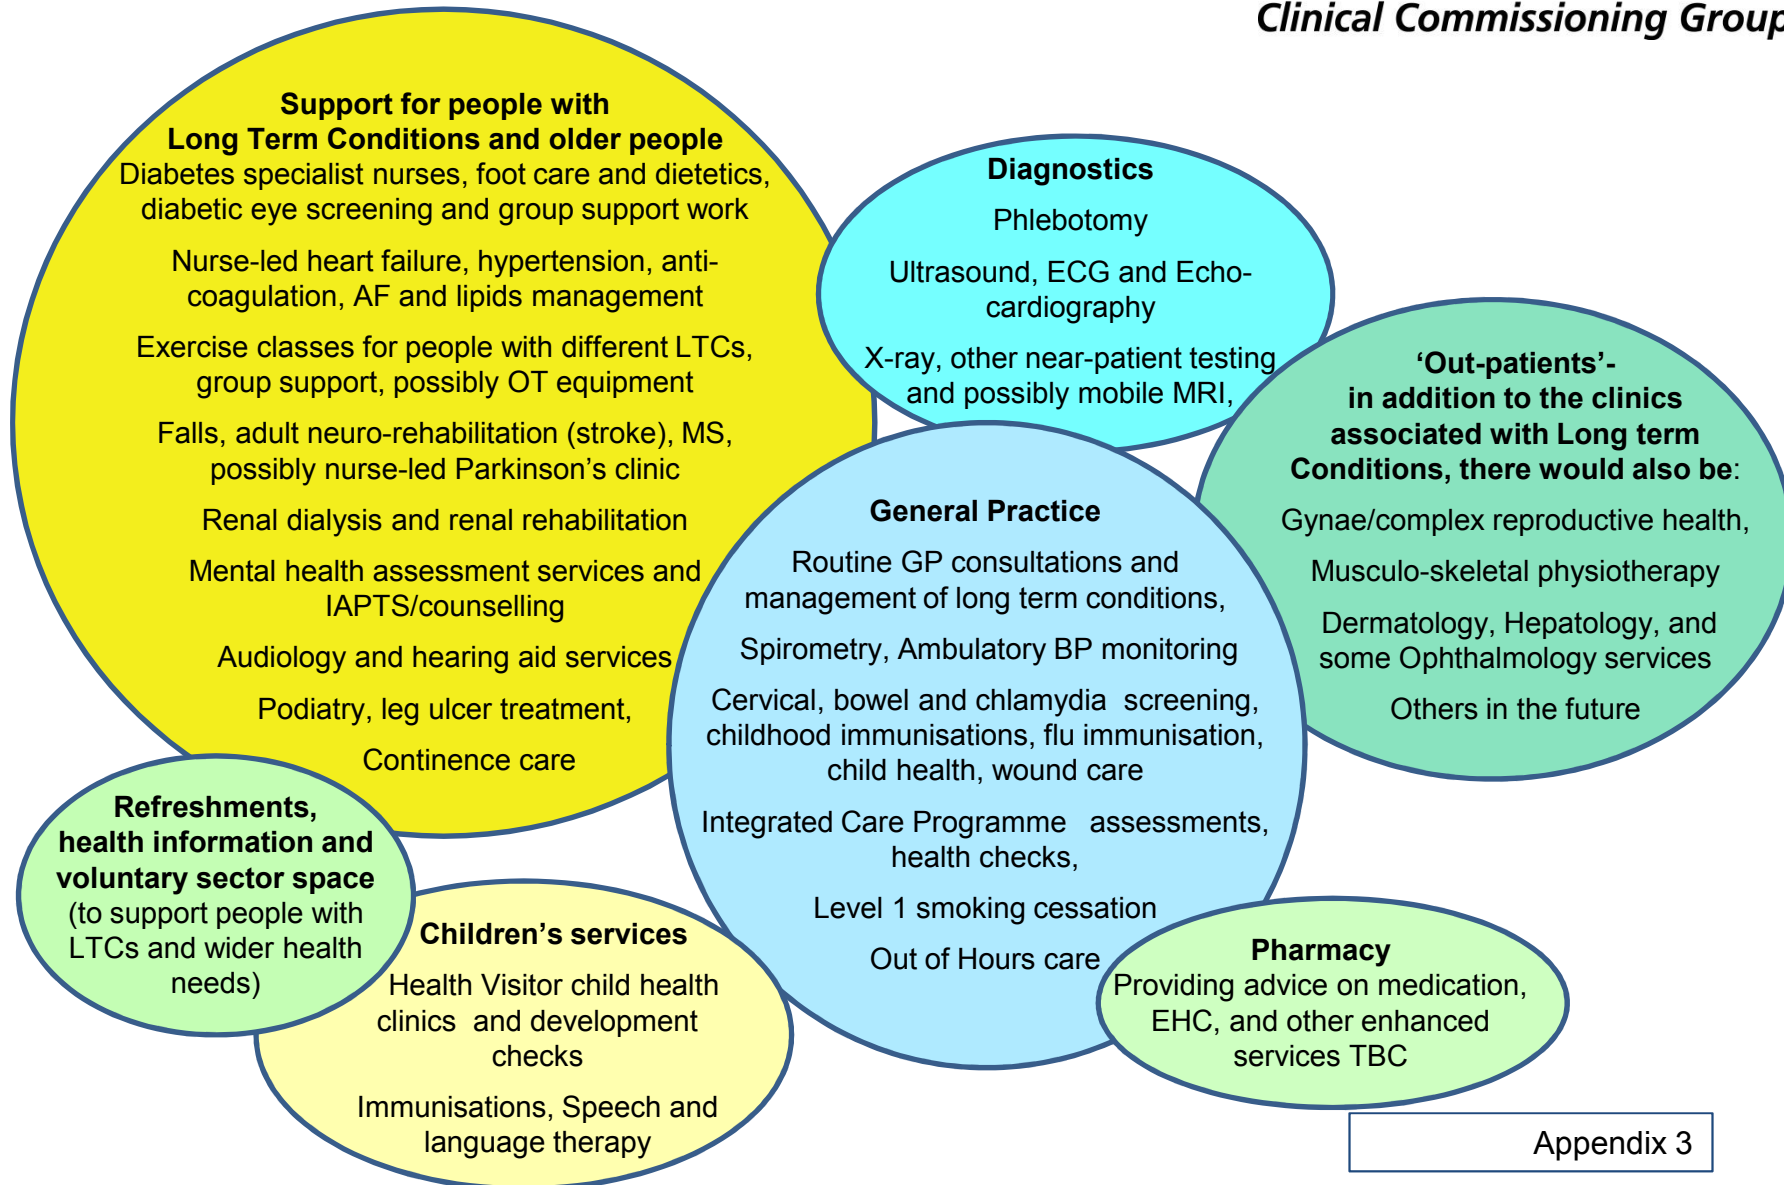 Clinical Commissioning Group
Support for people with
Long Term Conditions and older people
Diabetes specialist nurses, foot care and dietetics,
diabetic eye screening and group support work
Nurse-led heart failure, hypertension, anti-
coagulation, AF and lipids management
Exercise classes for people with different LTCs,
group support, possibly OT equipment
Falls, adult neuro-rehabilitation (stroke), MS,
possibly nurse-led Parkinson’s clinic
Renal dialysis and renal rehabilitation
Mental health assessment services and
IAPTS/counselling
Audiology and hearing aid services
Podiatry, leg ulcer treatment,
Continence care
Diagnostics
Phlebotomy
Ultrasound, ECG and Echo-
cardiography
X-ray, other near-patient testing
and possibly mobile MRI,
‘Out-patients’-
in addition to the clinics
associated with Long term
Conditions, there would also be:
Gynae/complex reproductive health,
Musculo-skeletal physiotherapy
Dermatology, Hepatology, and
some Ophthalmology services
Others in the future
General Practice
Routine GP consultations and
management of long term conditions,
Spirometry, Ambulatory BP monitoring
Cervical, bowel and chlamydia screening,
childhood immunisations, flu immunisation,
child health, wound care
Integrated Care Programme assessments,
health checks,
Level 1 smoking cessation
Out of Hours care
Refreshments,
health information and
voluntary sector space
(to support people with
LTCs and wider health
needs)
Children’s services
Health Visitor child health
clinics and development
checks
Immunisations, Speech and
language therapy
Pharmacy
Providing advice on medication,
EHC, and other enhanced
services TBC
Appendix 3